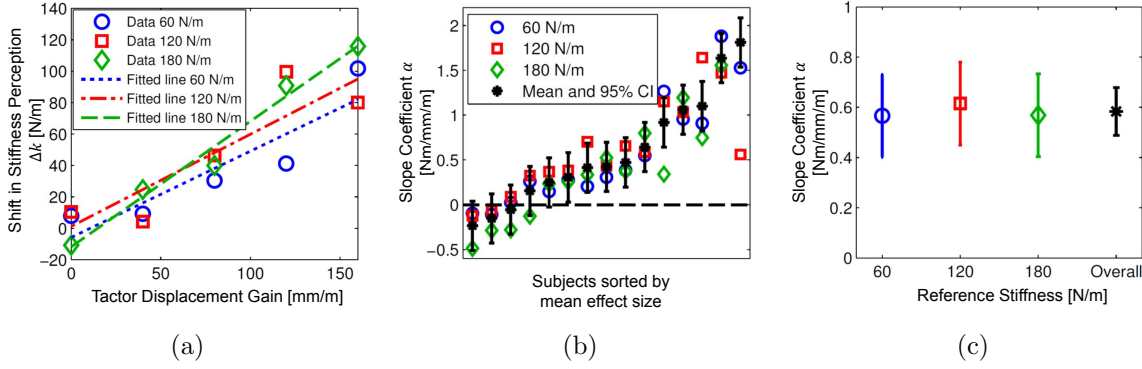 Shift in Stiffness Perception
Δk [N/m]
140
120
100
80
60
40
20
0
−20
Data 60 N/m
Data 120 N/m
Data 180 N/m
Fitted line 60 N/m
Fitted line 120 N/m
Fitted line 180 N/m
0
50
100
150
Tactor Displacement Gain [mm/m]
(a)
Slope Coefficient α
[Nm/mm/m]
2
1.5
1
0.5
0
−0.5
60 N/m
120 N/m
180 N/m
Mean and 95% CI
Subjects sorted by
mean effect size
(b)
Slope Coefficient α
[Nm/mm/m]
1
0.8
0.6
0.4
0.2
0
60
120
180
Overall
Reference Stiffness [N/m]
(c)